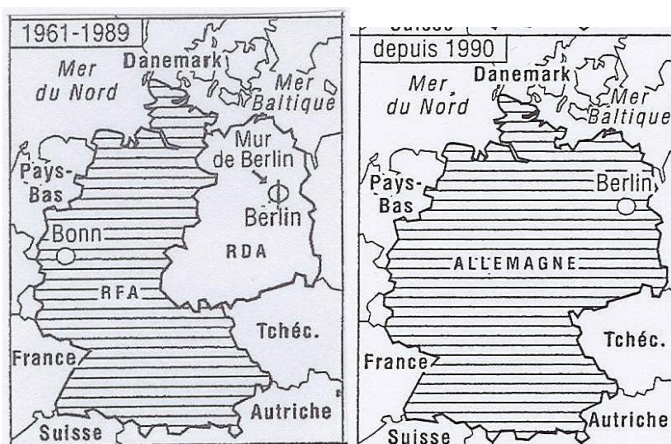 1961-1989
Danemark
Mer
du Nord
Mer
Baltique
Mur
de Berlin
Pays-
Bas
Berlin
Bonn
RDA
RFA
Tchéc.
France
Autriche
Suisse
Suisse
depuis 1990
Danemark
Mer
du Nord
Mer
Baltique
Pays-
Bas
Berlin
ALLEMAGNE
Tchéc.
France
Autriche
Suisse